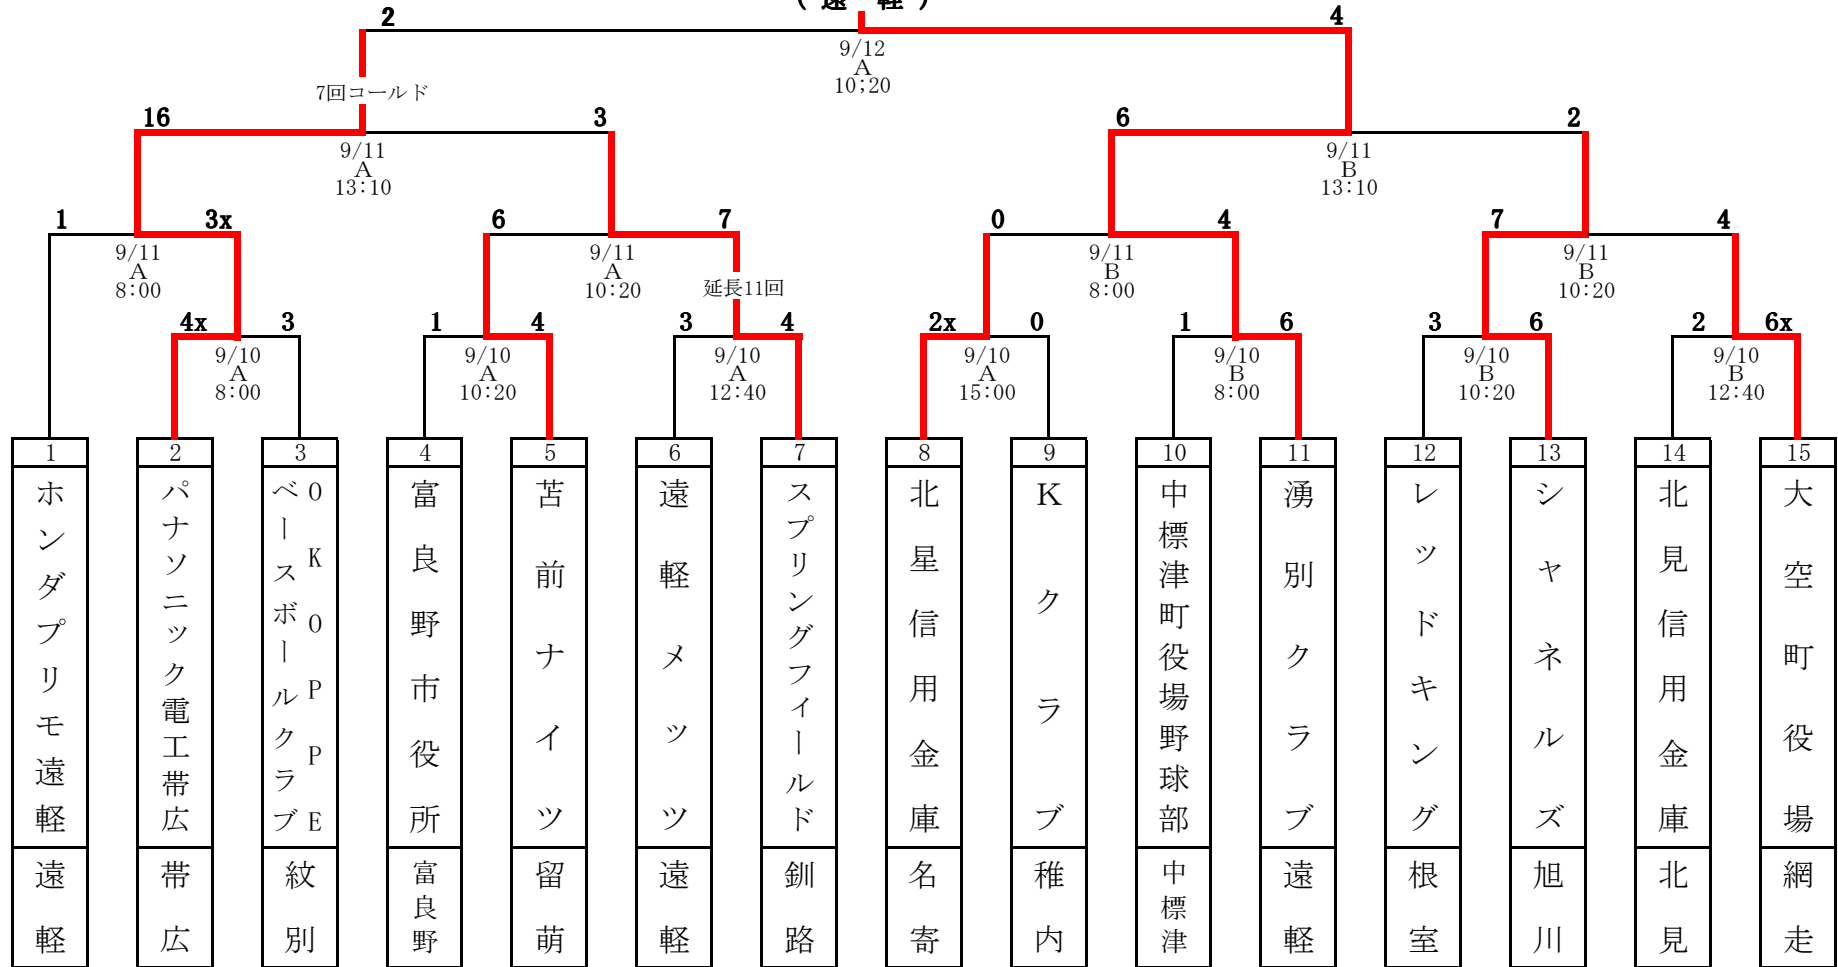 （ 遠 軽 ）
2
4
9/12
A
10;20
7回コールド
16
3
6
2
9/11
A
13:10
9/11
B
13:10
1
3x
6
7
0
4
7
4
9/11
A
8:00
9/11
A
10:20
9/11
B
8:00
9/11
B
10:20
延長11回
4x
3
1
4
3
4
2x
0
1
6
3
6
2
6x
9/10
A
8:00
9/10
A
10:20
9/10
A
12:40
9/10
A
15:00
9/10
B
8:00
9/10
B
10:20
9/10
B
12:40
1
2
3
4
5
6
7
8
9
10
11
12
13
14
15
ホンダプリモ遠軽
パナソニック電工帯広
OKOPPE
ベースボールクラブ
富良野市役所
苫前ナイツ
遠軽メッツ
スプリングフィールド
北星信用金庫
Kクラブ
中標津町役場野球部
湧別クラブ
レッドキング
シャネルズ
北見信用金庫
大空町役場
遠軽
帯広
紋別
富良野
留萌
遠軽
釧路
名寄
稚内
中標津
遠軽
根室
旭川
北見
網走